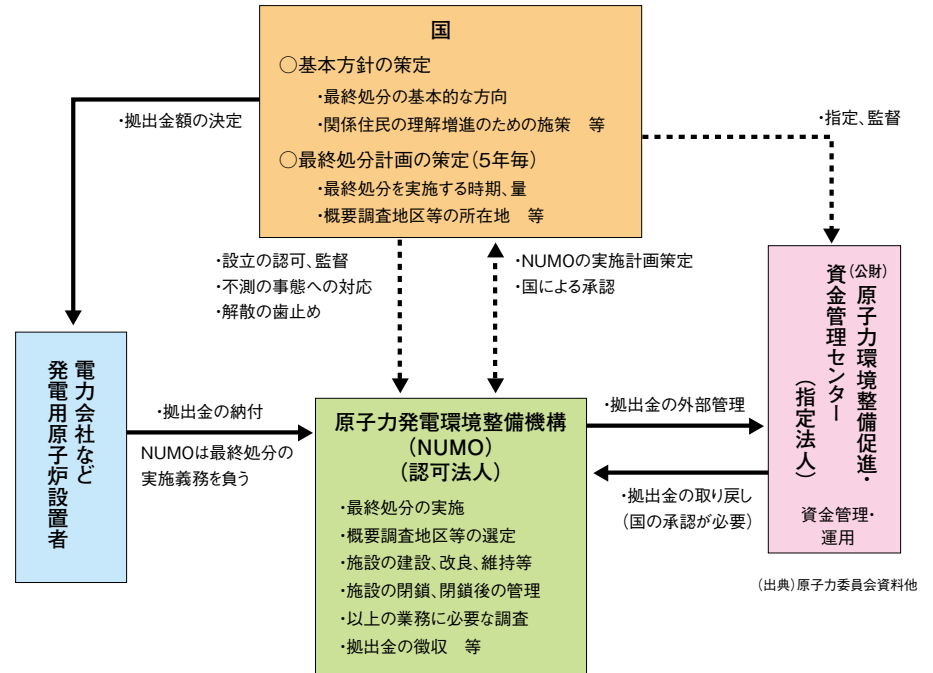 国
○基本方針の策定
・最終処分の基本的な方向
・関係住民の理解増進のための施策　等
○最終処分計画の策定(5年毎)
・最終処分を実施する時期、量
・概要調査地区等の所在地　等
・拠出金額の決定
・指定、監督
・設立の認可、監督
・不測の事態への対応
・解散の歯止め
・NUMOの実施計画策定
・国による承認
電力会社など
発電用原子炉設置者
・拠出金の納付
NUMOは最終処分の
実施義務を負う
原子力発電環境整備機構
(NUMO)
(認可法人)
・最終処分の実施
・概要調査地区等の選定
・施設の建設、改良、維持等
・施設の閉鎖、閉鎖後の管理
・以上の業務に必要な調査
・拠出金の徴収　等
・拠出金の外部管理
・拠出金の取り戻し
(国の承認が必要)
(公財)原子力環境整備促進・
資金管理センター
(指定法人)
資金管理・
運用
(出典)原子力委員会資料他